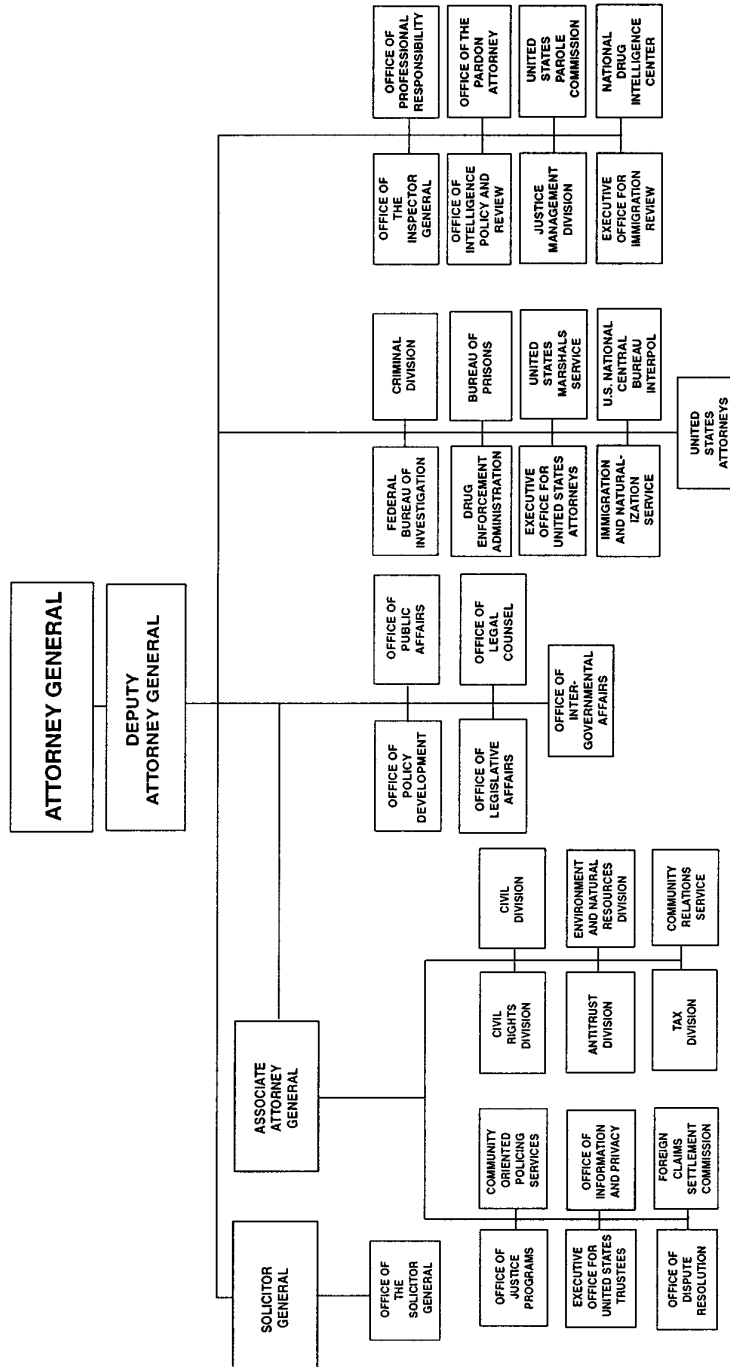 ATTORNEY GENERAL
DEPUTY
ATTORNEY GENERAL
SOLICITOR
GENERAL
OFFICE OF
THE
SOLICITOR
GENERAL
ASSOCIATE
ATTORNEY
GENERAL
OFFICE OF
JUSTICE
PROGRAMS
COMMUNITY
ORIENTED
POLICING
SERVICES
EXECUTIVE
OFFICE FOR
UNITED STATES
TRUSTEES
OFFICE OF
INFORMATION
AND PRIVACY
OFFICE OF
DISPUTE
RESOLUTION
FOREIGN
CLAIMS
SETTLEMENT
COMMISSION
CIVIL
RIGHTS
DIVISION
CIVIL
DIVISION
ANTITRUST
DIVISION
ENVIRONMENT
AND NATURAL
RESOURCES
DIVISION
TAX
DIVISION
COMMUNITY
RELATIONS
SERVICE
OFFICE OF
POLICY
DEVELOPMENT
OFFICE OF
PUBLIC
AFFAIRS
OFFICE OF
LEGISLATIVE
AFFAIRS
OFFICE OF
LEGAL
COUNSEL
OFFICE OF
INTER-
GOVERNMENTAL
AFFAIRS
FEDERAL
BUREAU OF
INVESTIGATION
CRIMINAL
DIVISION
DRUG
ENFORCEMENT
ADMINISTRATION
BUREAU OF
PRISONS
EXECUTIVE
OFFICE FOR
UNITED STATES
ATTORNEYS
UNITED
STATES
MARSHALS
SERVICE
IMMIGRATION
AND NATURAL-
IZATION
SERVICE
U.S. NATIONAL
CENTRAL
BUREAU
INTERPOL
UNITED
STATES
ATTORNEYS
OFFICE OF
THE
INSPECTOR
GENERAL
OFFICE OF
PROFESSIONAL
RESPONSIBILITY
OFFICE OF
INTELLIGENCE
POLICY AND
REVIEW
OFFICE OF THE
PARDON
ATTORNEY
JUSTICE
MANAGEMENT
DIVISION
UNITED
STATES
PAROLE
COMMISSION
EXECUTIVE
OFFICE FOR
IMMIGRATION
REVIEW
NATIONAL
DRUG
INTELLIGENCE
CENTER